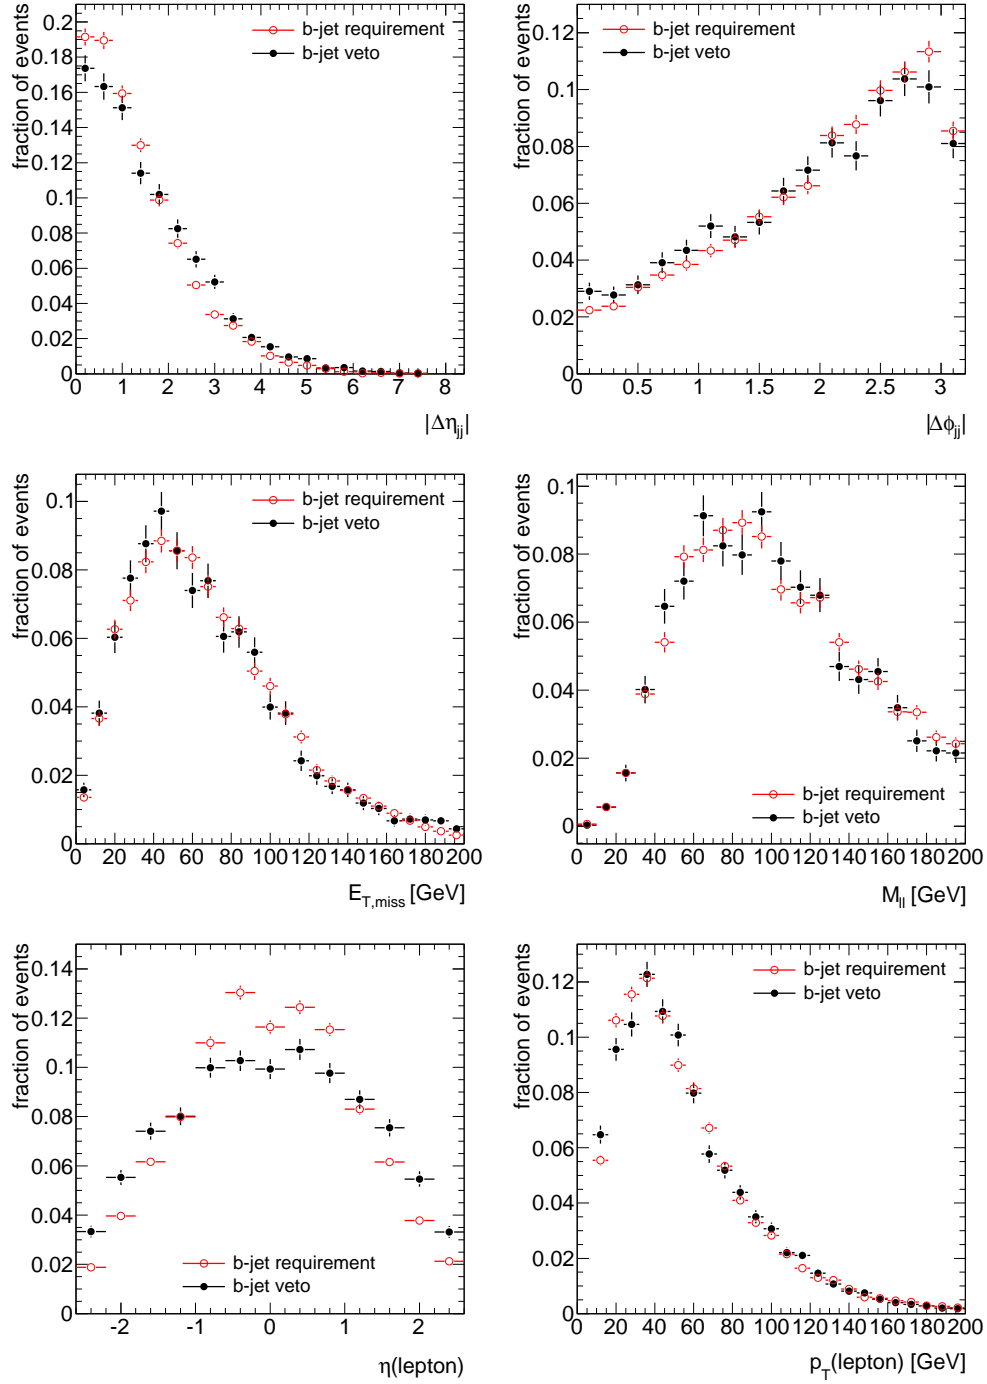 fraction of events
0.2
0.18
0.16
0.14
0.12
0.1
0.08
0.06
0.04
0.02
0
b-jet requirement
b-jet veto
0 1 2 3 4 5 6 7 8
|Δη_jj|
fraction of events
0.12
0.1
0.08
0.06
0.04
0.02
0
b-jet requirement
b-jet veto
0 0.5 1 1.5 2 2.5 3
|Δϕ_jj|
fraction of events
0.1
0.08
0.06
0.04
0.02
0
b-jet requirement
b-jet veto
0 20 40 60 80 100 120 140 160 180 200
E_T,miss [GeV]
fraction of events
0.1
0.08
0.06
0.04
0.02
0
b-jet requirement
b-jet veto
0 20 40 60 80 100 120 140 160 180 200
M_ll [GeV]
fraction of events
0.14
0.12
0.1
0.08
0.06
0.04
0.02
0
b-jet requirement
b-jet veto
-2 -1 0 1 2
η(lepton)
fraction of events
0.12
0.1
0.08
0.06
0.04
0.02
0
b-jet requirement
b-jet veto
0 20 40 60 80 100 120 140 160 180 200
p_T(lepton) [GeV]